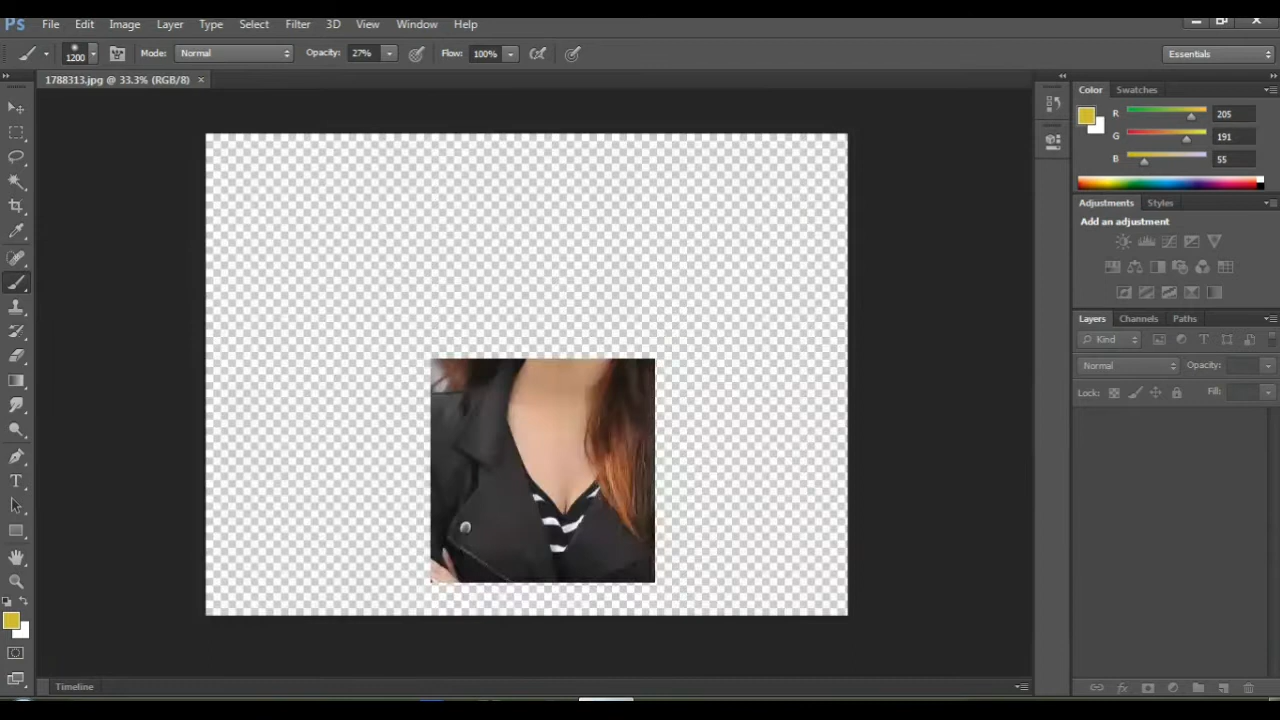 Ps File Edit Image Layer Type Select Filter 3D View Window Help
1200 Mode: Normal Opacity: 27% Flow: 100% Essentials
1788313.jpg @ 33.3% (RGB/8) ×
Color Swatches
R 205
G 191
B 55
Adjustments Styles
Add an adjustment
Layers Channels Paths
Kind T
Normal Opacity:
Lock: Fill:
T
fx
Timeline